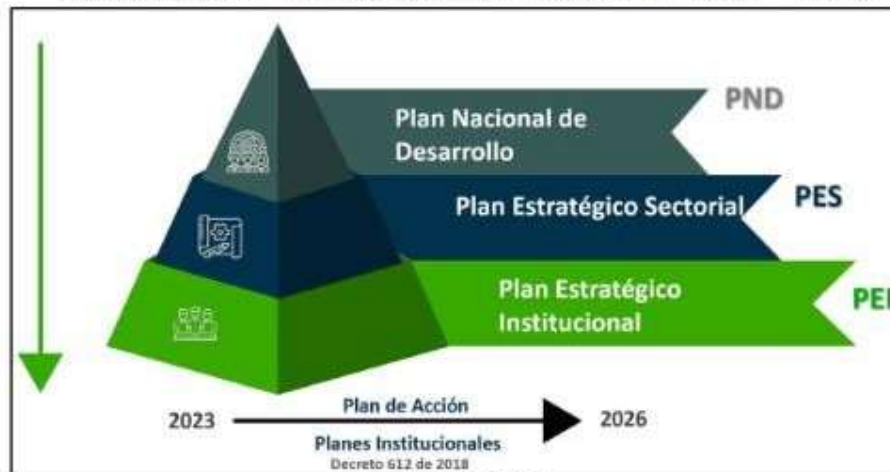 Plan Nacional de
Desarrollo
PND
Plan Estratégico Sectorial
PES
Plan Estratégico
Institucional
2023
Plan de Acción
2026
Planes Institucionales
Decreto 612 de 2018